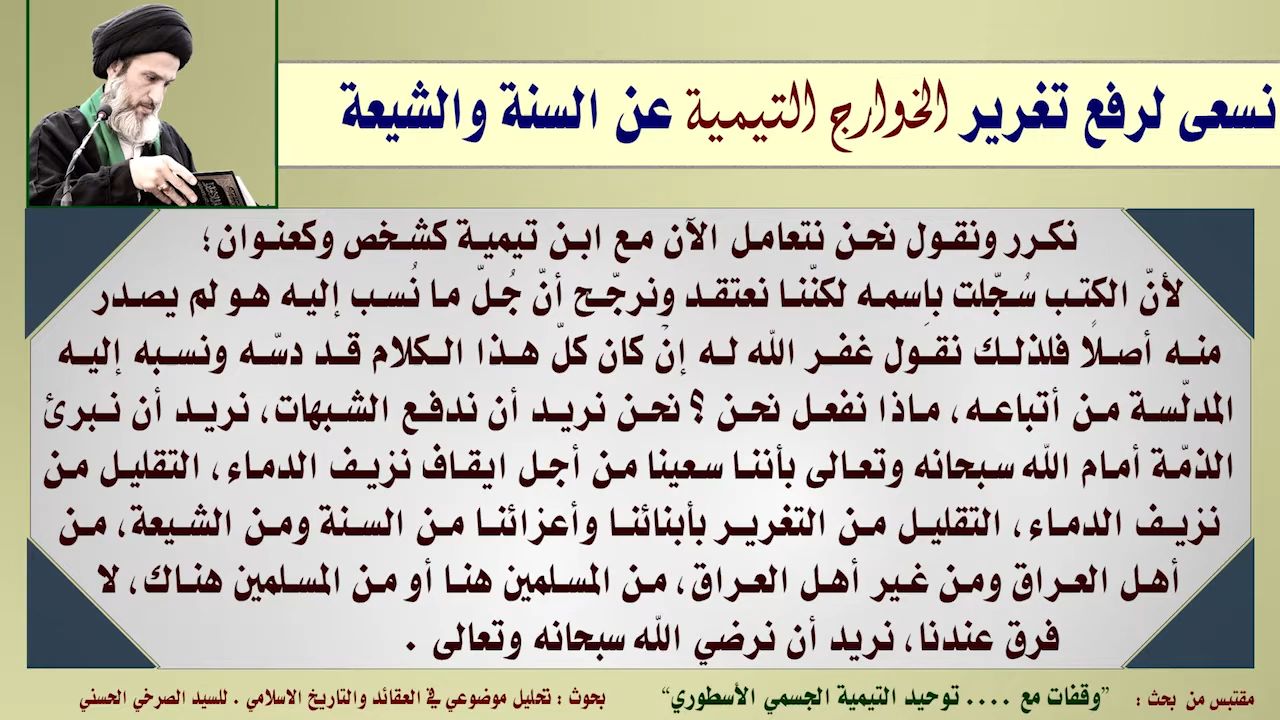 نسعى لرفع تغرير الخوارج التيمية عن السنة والشيعة
نكرر ونقول نحن نتعامل الآن مع ابن تيمية كشخص وكعنوان؛
لأنّ الكتب سُجّلت بإسمه لكنّنا نعتقد ونرجّح أنّ جُلّ ما نُسب إليه هو لم يصدر
منه أصلًا فلذلك نقول غفر الله له إنْ كان كلّ هذا الكلام قد دسّه ونسبه إليه
المدلّسة من أتباعه، ماذا نفعل نحن ؟ نحن نريد أن ندفع الشبهات، نريد أن نبرئ
الذمّة أمام الله سبحانه وتعالى بأننا سعينا من أجل ايقاف نزيف الدماء، التقليل من
نزيف الدماء، التقليل من التغرير بأبنائنا وأعزائنا من السنة ومن الشيعة، من
أهل العراق ومن غير أهل العراق، من المسلمين هنا أو من المسلمين هناك، لا
فرق عندنا، نريد أن نرضي الله سبحانه وتعالى .
مقتبس من بحث : "وقفات مع .... توحيد التيمية الجسمي الأسطوري" بحوث : تحليل موضوعي في العقائد والتاريخ الاسلامي . للسيد الصرخي الحسني